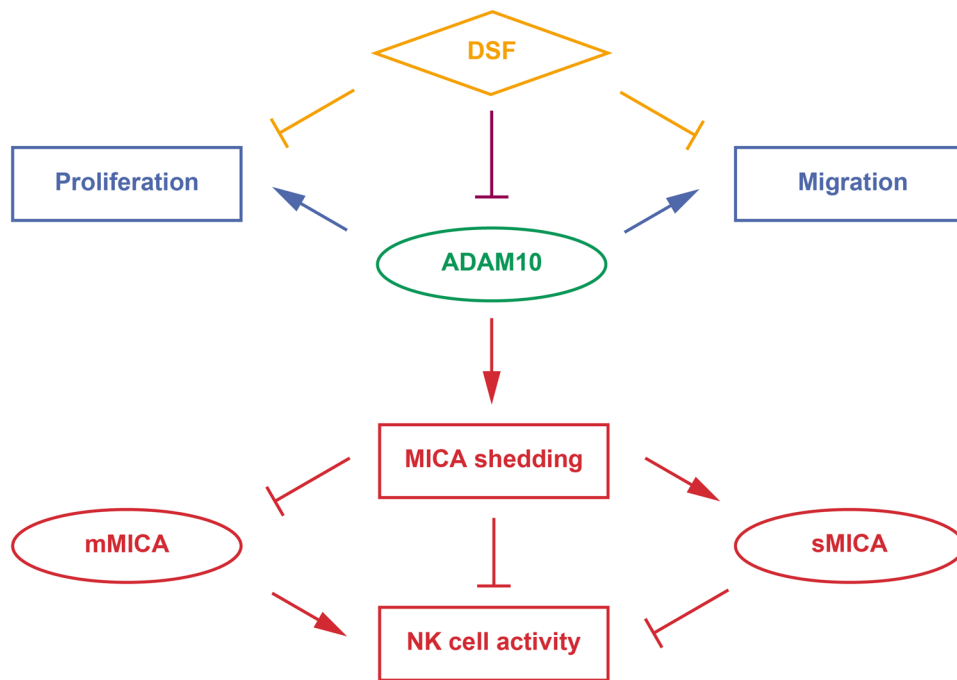 DSF
Proliferation
Migration
ADAM10
MICA shedding
mMICA
sMICA
NK cell activity